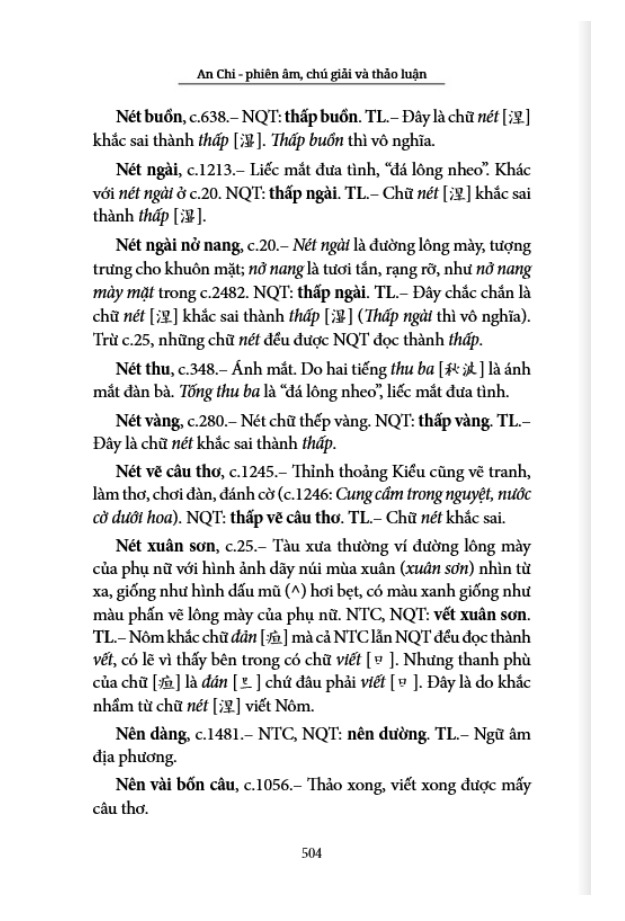 An Chi - phiên âm, chú giải và thảo luận
Nét buồn, c.638.– NQT: thấp buồn. TL.– Đây là chữ nét [湼]
khắc sai thành thấp [湿]. Thấp buồn thì vô nghĩa.
Nét ngài, c.1213.– Liếc mắt đưa tình, “đá lông nheo”. Khác
với nét ngài ở c.20. NQT: thấp ngài. TL.– Chữ nét [湼] khắc sai
thành thấp [湿].
Nét ngài nở nang, c.20.– Nét ngài là đường lông mày, tượng
trưng cho khuôn mặt; nở nang là tươi tắn, rạng rỡ, như nở nang
mày mặt trong c.2482. NQT: thấp ngài. TL.– Đây chắc chắn là
chữ nét [湼] khắc sai thành thấp [湿] (Thấp ngài thì vô nghĩa).
Trừ c.25, những chữ nét đều được NQT đọc thành thấp.
Nét thu, c.348.– Ánh mắt. Do hai tiếng thu ba [秋波] là ánh
mắt đàn bà. Tống thu ba là “đá lông nheo”, liếc mắt đưa tình.
Nét vàng, c.280.– Nét chữ thếp vàng. NQT: thấp vàng. TL.–
Đây là chữ nét khắc sai thành thấp.
Nét vẽ câu thơ, c.1245.– Thỉnh thoảng Kiều cũng vẽ tranh,
làm thơ, chơi đàn, đánh cờ (c.1246: Cung cầm trong nguyệt, nước
cờ dưới hoa). NQT: thấp vẽ câu thơ. TL.– Chữ nét khắc sai.
Nét xuân sơn, c.25.– Tàu xưa thường ví đường lông mày
của phụ nữ với hình ảnh dãy núi mùa xuân (xuân sơn) nhìn từ
xa, giống như hình dấu mũ (^) hơi bẹt, có màu xanh giống như
màu phấn vẽ lông mày của phụ nữ. NTC, NQT: vết xuân sơn.
TL.– Nôm khắc chữ đản [疸] mà cả NTC lẫn NQT đều đọc thành
vết, có lẽ vì thấy bên trong có chữ viết [曰]. Nhưng thanh phù
của chữ [疸] là đán [旦] chứ đâu phải viết [曰]. Đây là do khắc
nhầm từ chữ nét [湼] viết Nôm.
Nên dàng, c.1481.– NTC, NQT: nên dường. TL.– Ngữ âm
địa phương.
Nên vài bốn câu, c.1056.– Thảo xong, viết xong được mấy
câu thơ.
504